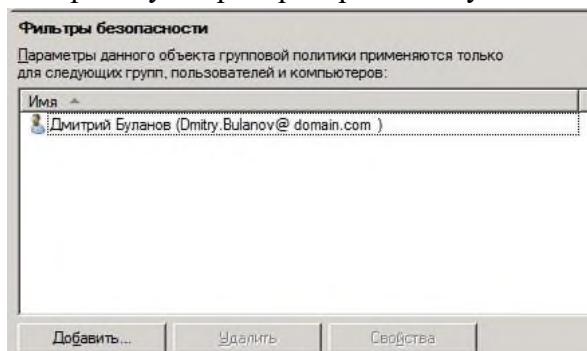 Фильтры безопасности
Параметры данного объекта групповой политики применяются только
для следующих групп, пользователей и компьютеров:
Имя
Дмитрий Буланов (Dmitry.Bulanov@ domain.com )
Добавить... Удалить Свойства